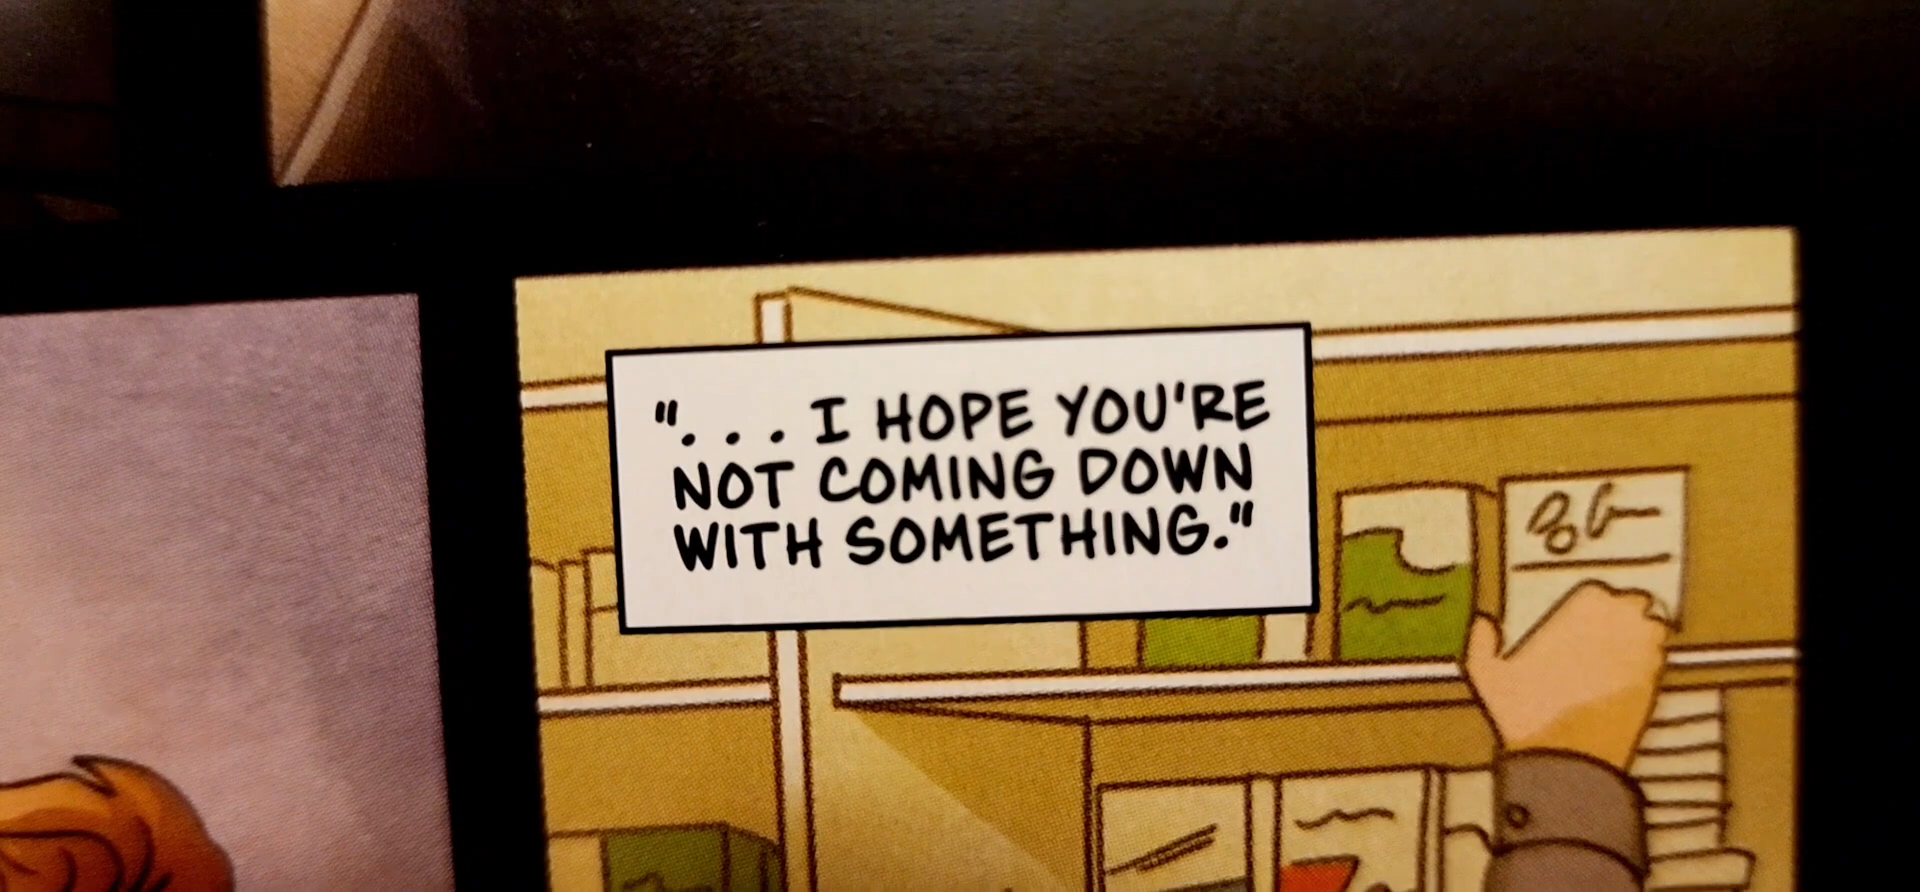 ". . . I HOPE YOU'RE
NOT COMING DOWN
WITH SOMETHING."